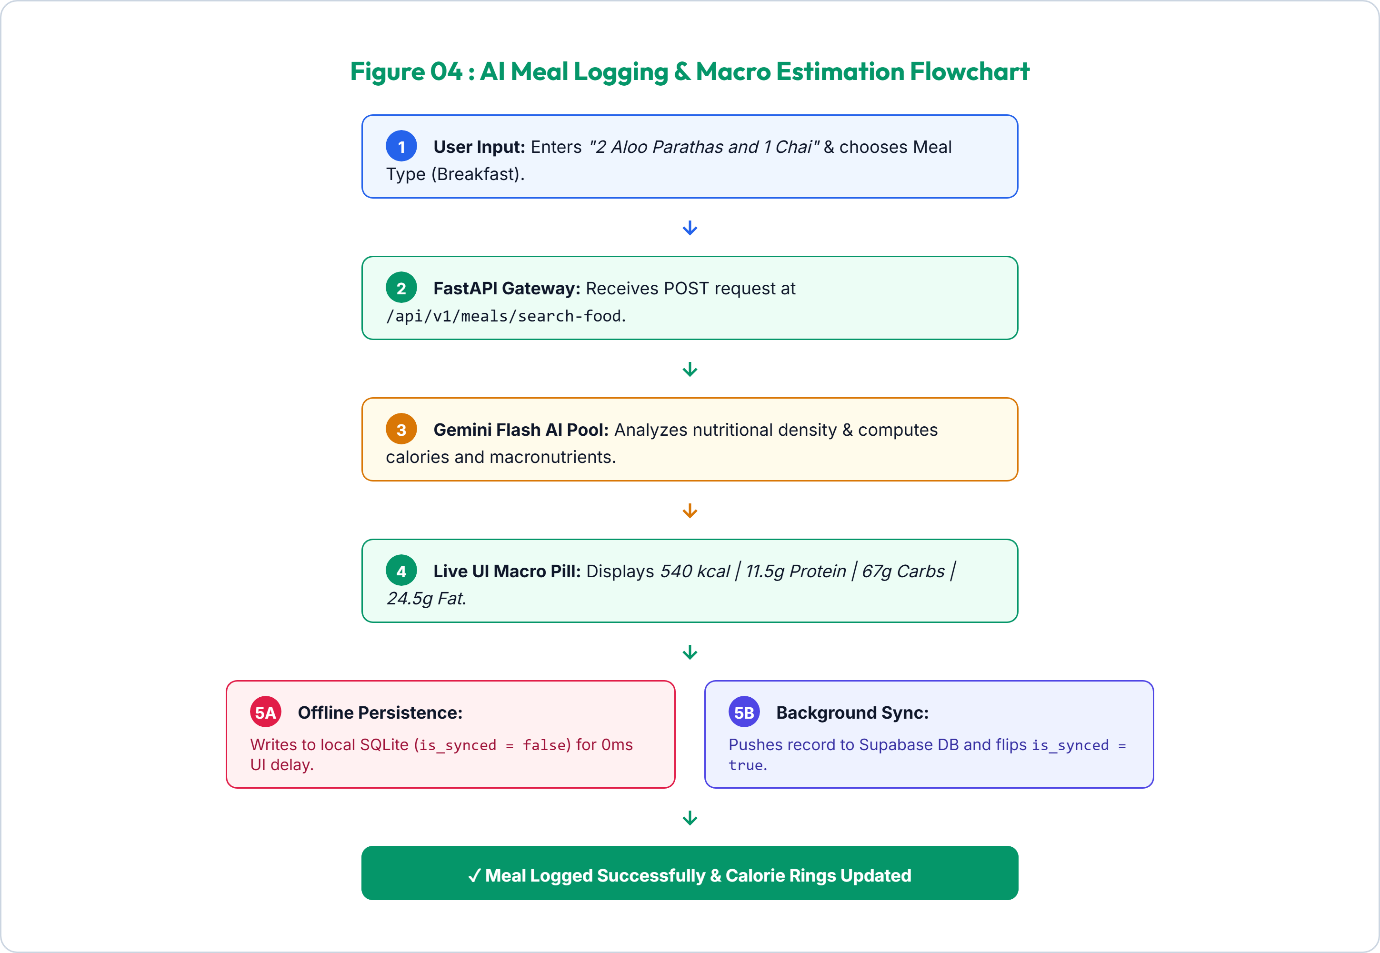 Figure 04 : AI Meal Logging & Macro Estimation Flowchart
1 User Input: Enters "2 Aloo Parathas and 1 Chai" & chooses Meal
Type (Breakfast).
↓
2 FastAPI Gateway: Receives POST request at
/api/v1/meals/search-food.
↓
3 Gemini Flash AI Pool: Analyzes nutritional density & computes
calories and macronutrients.
↓
4 Live UI Macro Pill: Displays 540 kcal | 11.5g Protein | 67g Carbs |
24.5g Fat.
↓
5A Offline Persistence:
Writes to local SQLite (is_synced = false) for 0ms
UI delay.
5B Background Sync:
Pushes record to Supabase DB and flips is_synced =
true.
↓
✓ Meal Logged Successfully & Calorie Rings Updated